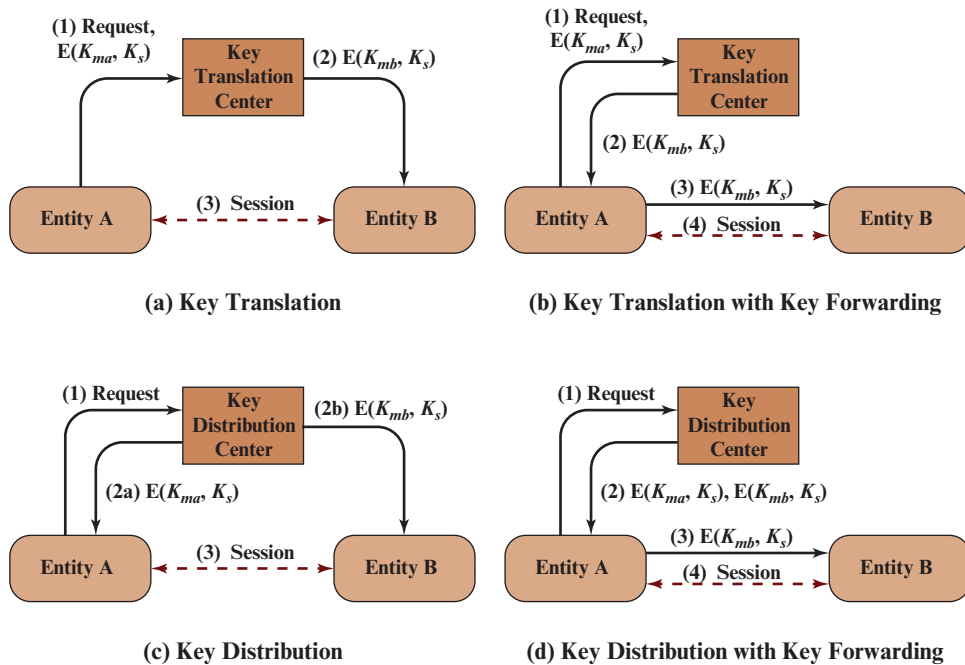 (1) Request,
E(Kma, Ks)
Key
Translation
Center
(2) E(Kmb, Ks)
Entity A
(3) Session
Entity B
(a) Key Translation
(1) Request,
E(Kma, Ks)
Key
Translation
Center
(2) E(Kmb, Ks)
Entity A
(3) E(Kmb, Ks)
(4) Session
Entity B
(b) Key Translation with Key Forwarding
(1) Request
Key
Distribution
Center
(2b) E(Kmb, Ks)
(2a) E(Kma, Ks)
Entity A
(3) Session
Entity B
(c) Key Distribution
(1) Request
Key
Distribution
Center
(2) E(Kma, Ks), E(Kmb, Ks)
Entity A
(3) E(Kmb, Ks)
(4) Session
Entity B
(d) Key Distribution with Key Forwarding